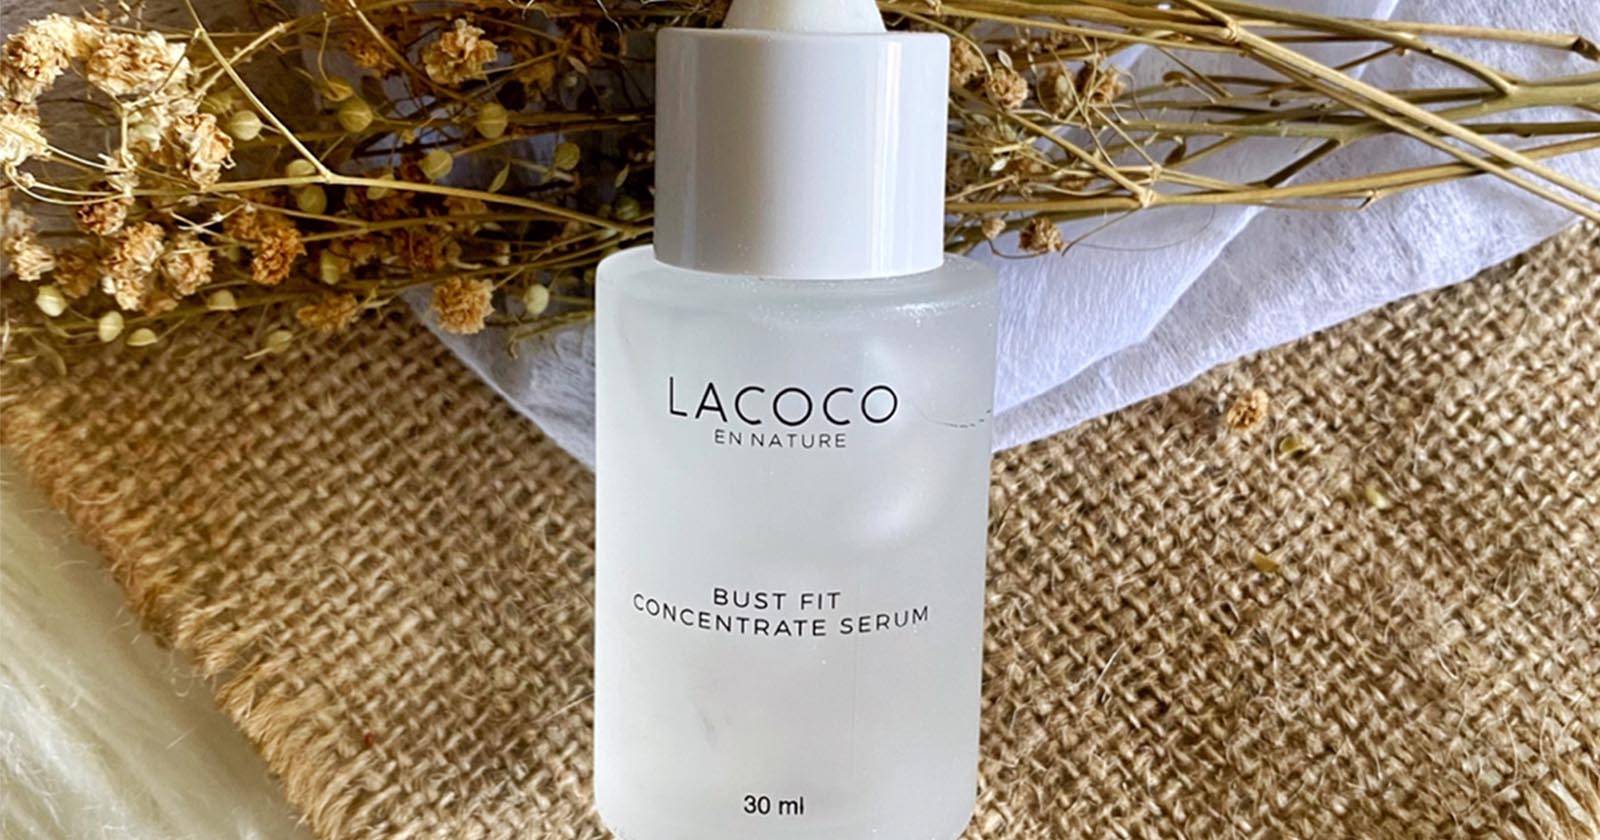 LACOCO
EN NATURE
BUST FIT
CONCENTRATE SERUM
30 ml